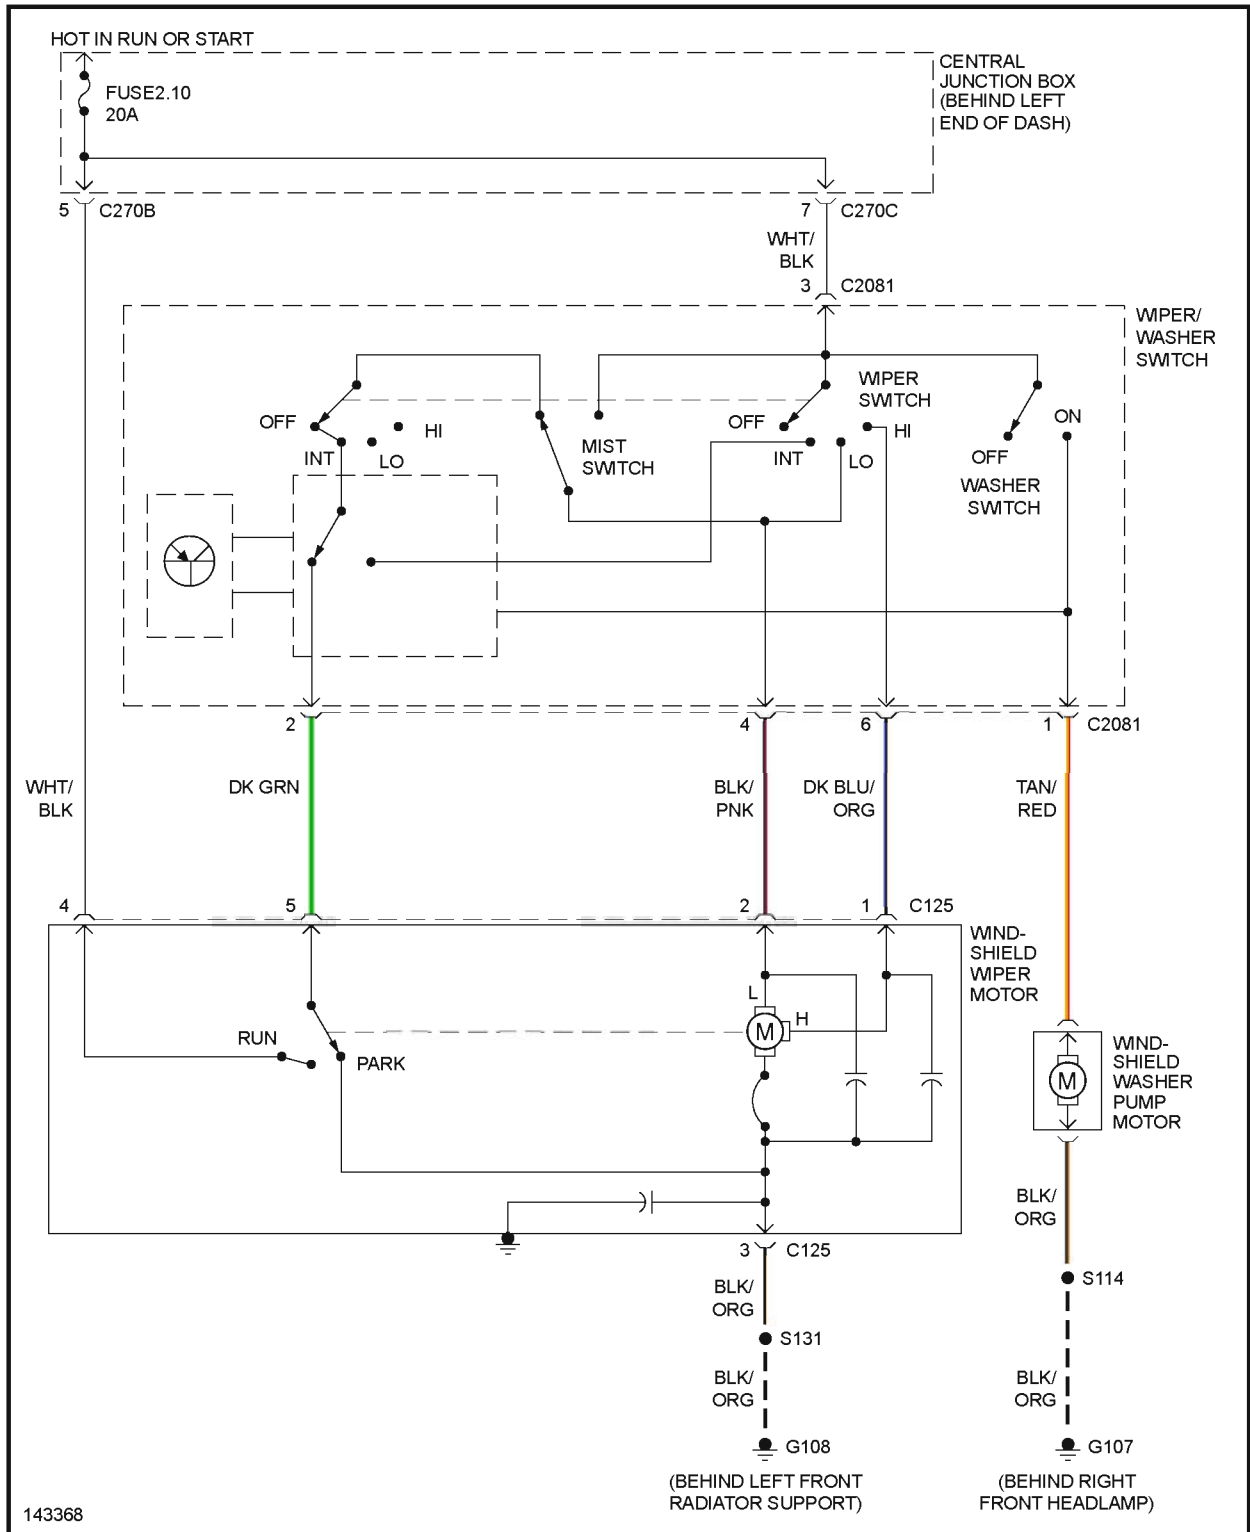 HOT IN RUN OR START
FUSE2.10
20A
CENTRAL
JUNCTION BOX
(BEHIND LEFT
END OF DASH)
5 C270B
7 C270C
WHT/
BLK
3 C2081
WIPER/
WASHER
SWITCH
WIPER
SWITCH
OFF
HI
INT
LO
MIST
SWITCH
OFF
HI
INT
LO
ON
OFF
WASHER
SWITCH
2
4
6
1 C2081
WHT/
BLK
DK GRN
BLK/
PNK
DK BLU/
ORG
TAN/
RED
4
5
2
1 C125
WIND-
SHIELD
WIPER
MOTOR
L
M
H
RUN
PARK
M
WIND-
SHIELD
WASHER
PUMP
MOTOR
3 C125
BLK/
ORG
S131
BLK/
ORG
G108
(BEHIND LEFT FRONT
RADIATOR SUPPORT)
BLK/
ORG
S114
BLK/
ORG
G107
(BEHIND RIGHT
FRONT HEADLAMP)
143368